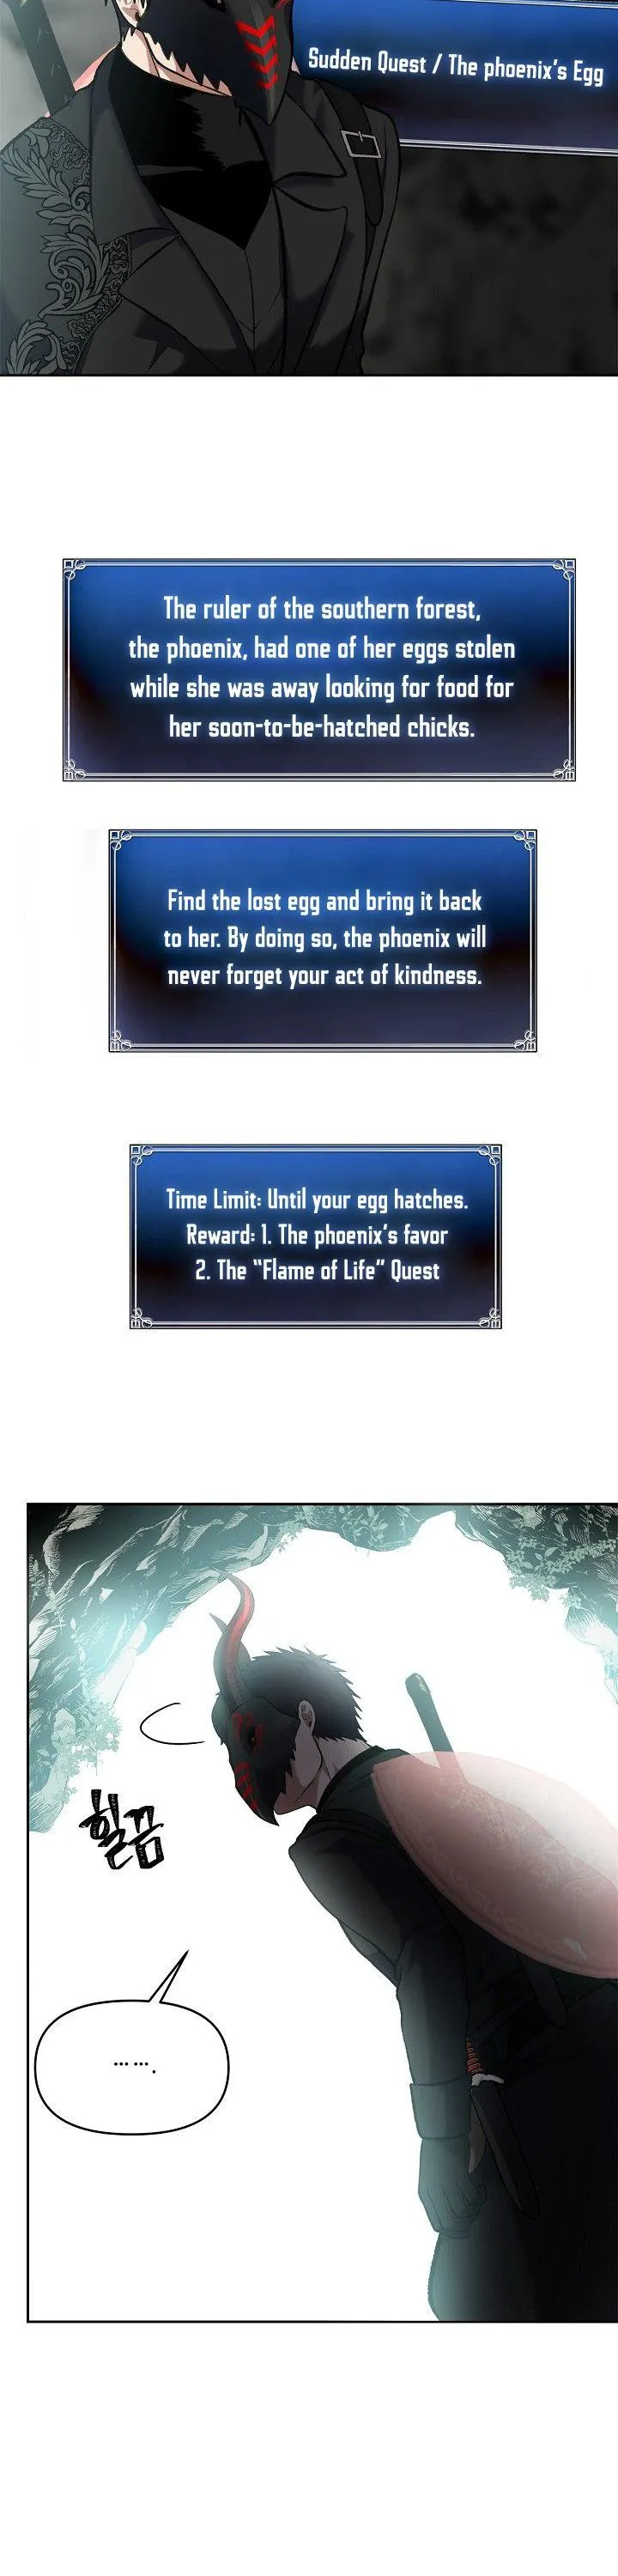 Sudden Quest / The phoenix's Egg
The ruler of the southern forest,
the phoenix, had one of her eggs stolen
while she was away looking for food for
her soon-to-be-hatched chicks.
Find the lost egg and bring it back
to her. By doing so, the phoenix will
never forget your act of kindness.
Time Limit: Until your egg hatches.
Reward: 1. The phoenix's favor
2. The "Flame of Life" Quest
힐끔
... ... .